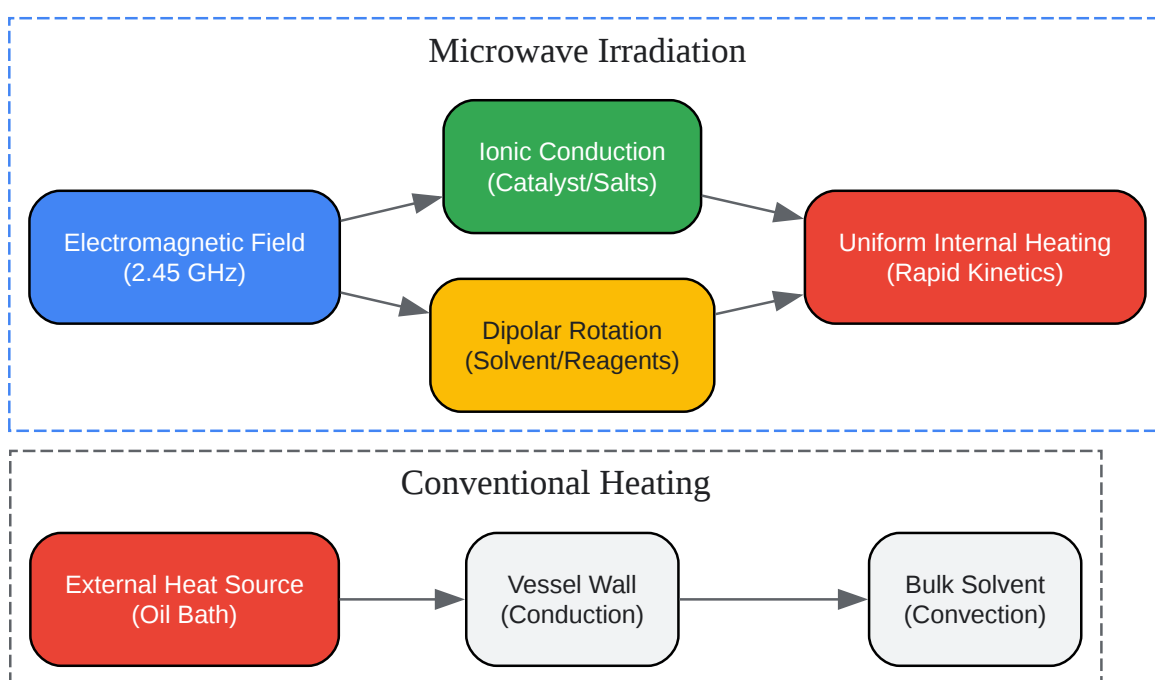 Microwave Irradiation
Ionic Conduction
(Catalyst/Salts)
Electromagnetic Field
(2.45 GHz)
Uniform Internal Heating
(Rapid Kinetics)
Dipolar Rotation
(Solvent/Reagents)
Conventional Heating
External Heat Source
(Oil Bath)
Vessel Wall
(Conduction)
Bulk Solvent
(Convection)